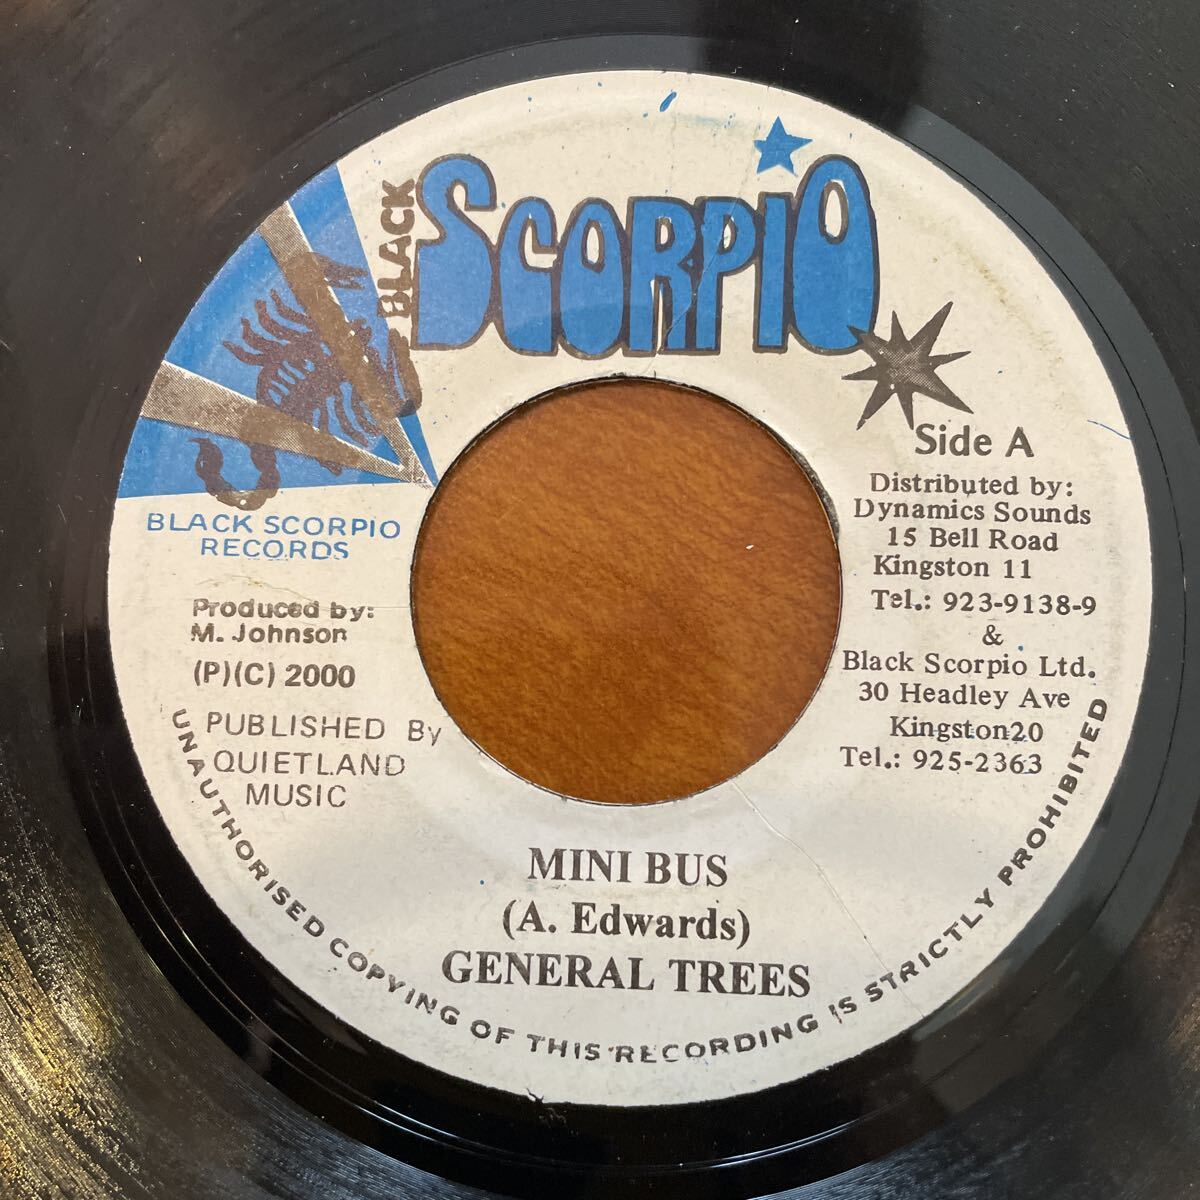 BLACK
SCORPIO
Side A
Distributed by:
Dynamics Sounds
15 Bell Road
Kingston 11
Tel.: 923-9138-9
&
Black Scorpio Ltd.
30 Headley Ave
Kingston20
Tel.: 925-2363
BLACK SCORPIO
RECORDS
Produced by:
M. Johnson
(P)(C) 2000
PUBLISHED By
QUIETLAND
MUSIC
MINI BUS
(A. Edwards)
GENERAL TREES
UNAUTHORISED COPYING OF THIS RECORDING IS STRICTLY PROHIBITED